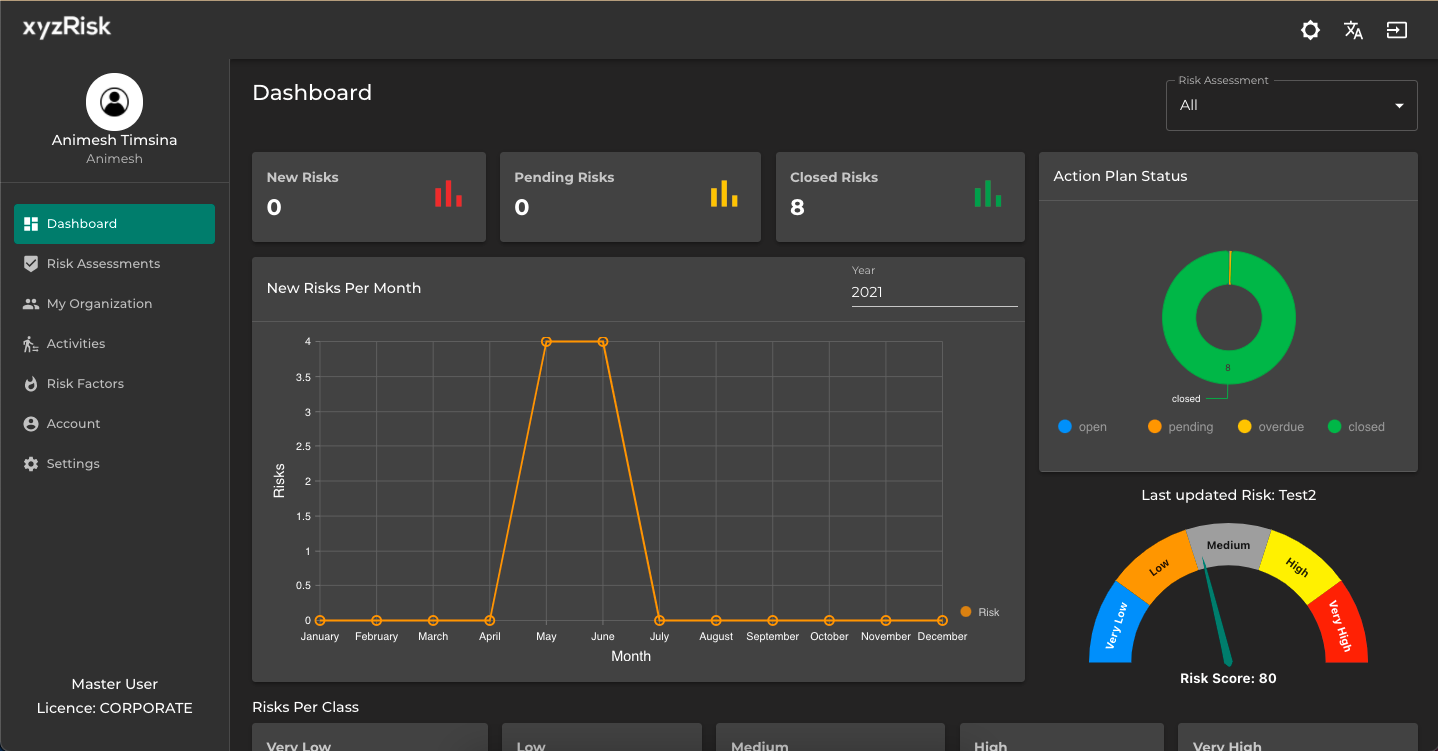 xyzRisk
Animesh Timsina
Animesh
Dashboard
Risk Assessments
My Organization
Activities
Risk Factors
Account
Settings
Master User
Licence: CORPORATE
Dashboard
Risk Assessment
All
New Risks
0
Pending Risks
0
Closed Risks
8
New Risks Per Month
Year
2021
4
3.5
3
2.5
2
1.5
1
0.5
0
Risks
January February March April May June July August September October November December
Month
Risk
Action Plan Status
8
closed
open pending overdue closed
Last updated Risk: Test2
Very Low
Low
Medium
High
Very High
Risk Score: 80
Risks Per Class
Very Low Low Medium High Very High